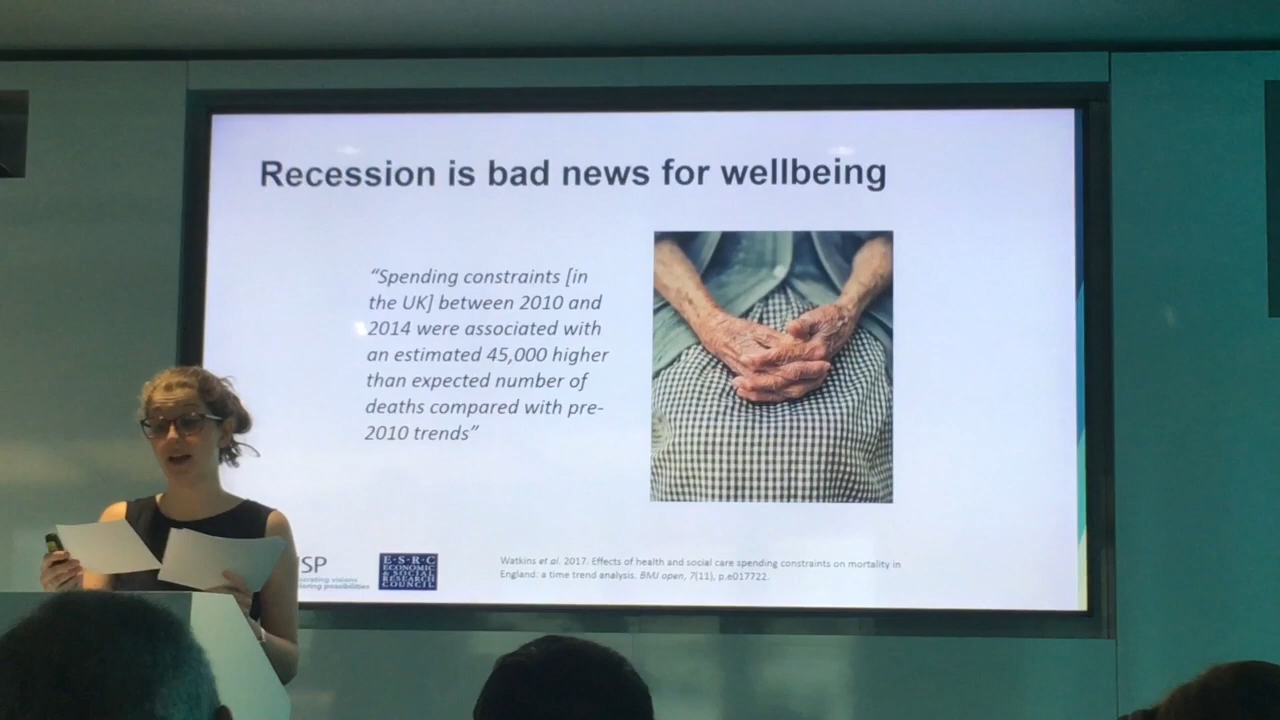 Recession is bad news for wellbeing
“Spending constraints [in
the UK] between 2010 and
2014 were associated with
an estimated 45,000 higher
than expected number of
deaths compared with pre-
2010 trends”
SP
visions
possibilities
E·S·R·C
ECONOMIC
& SOCIAL
RESEARCH
COUNCIL
Watkins et al. 2017. Effects of health and social care spending constraints on mortality in
England: a time trend analysis. BMJ open, 7(11), p.e017722.